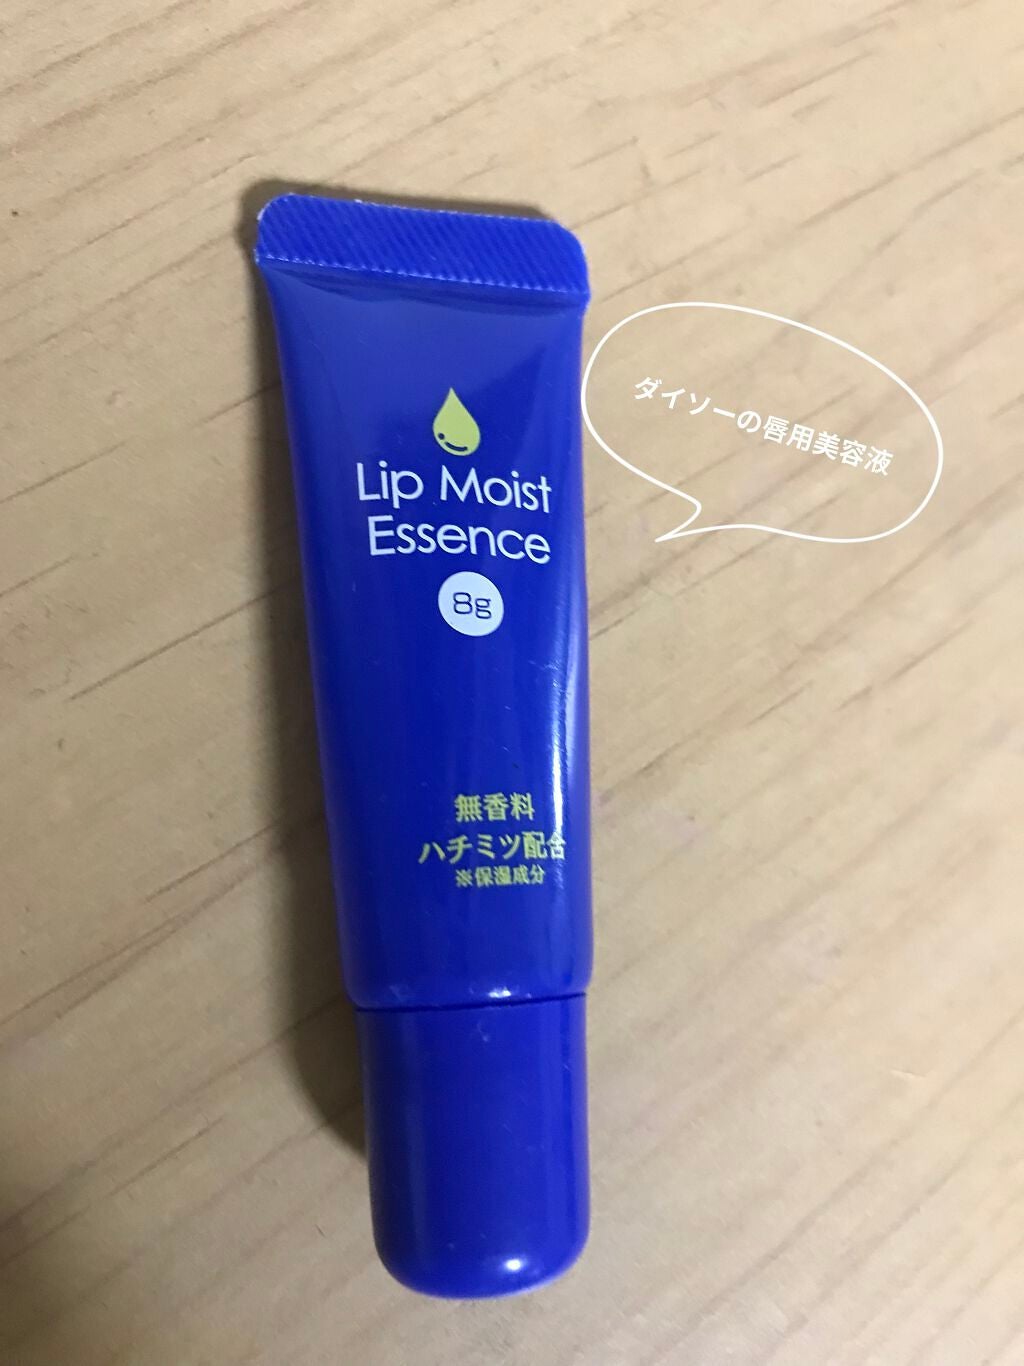 ダイソーの唇用美容液
Lip Moist
Essence
8g
無香料
ハチミツ配合
※保湿成分